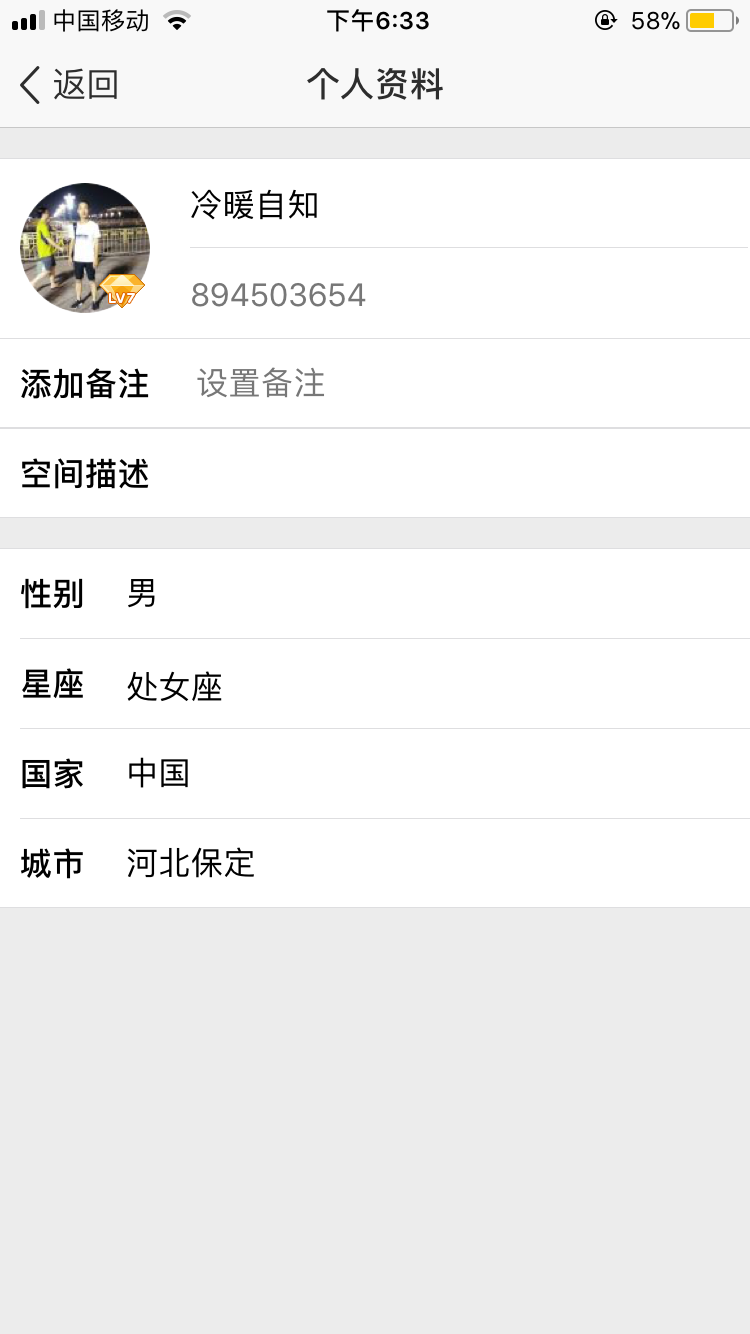 中国移动 下午6:33 58%
返回 个人资料
冷暖自知
LV7
894503654
添加备注 设置备注
空间描述
性别 男
星座 处女座
国家 中国
城市 河北保定